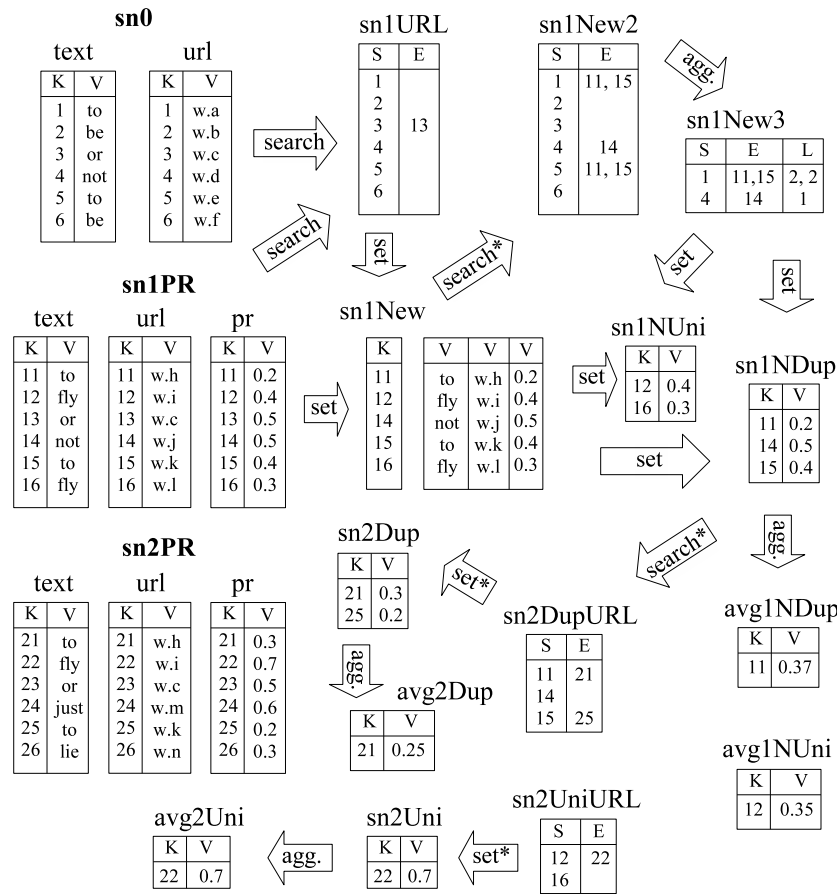 sn0
text url
K V K V
1 to 1 w.a
2 be 2 w.b
3 or 3 w.c
4 not 4 w.d
5 to 5 w.e
6 be 6 w.f
search
search
sn1URL
S E
1
2
3 13
4
5
6
set
search*
sn1New2
S E
1 11, 15
2
3
4 14
5 11, 15
6
agg.
sn1New3
S E L
1 11,15 2, 2
4 14 1
set
set
sn1PR
text url pr
K V K V K V
11 to 11 w.h 11 0.2
12 fly 12 w.i 12 0.4
13 or 13 w.c 13 0.5
14 not 14 w.j 14 0.5
15 to 15 w.k 15 0.4
16 fly 16 w.l 16 0.3
set
sn1New
K V V V
11 to w.h 0.2
12 fly w.i 0.4
14 not w.j 0.5
15 to w.k 0.4
16 fly w.l 0.3
set
set
sn1NUni
K V
12 0.4
16 0.3
sn1NDup
K V
11 0.2
14 0.5
15 0.4
agg.
search*
sn2PR
text url pr
K V K V K V
21 to 21 w.h 21 0.3
22 fly 22 w.i 22 0.7
23 or 23 w.c 23 0.5
24 just 24 w.m 24 0.6
25 to 25 w.k 25 0.2
26 lie 26 w.n 26 0.3
sn2Dup
K V
21 0.3
25 0.2
set*
agg.
sn2DupURL
S E
11 21
14
15 25
avg2Dup
K V
21 0.25
avg1NDup
K V
11 0.37
avg1NUni
K V
12 0.35
avg2Uni
K V
22 0.7
agg.
sn2Uni
K V
22 0.7
set*
sn2UniURL
S E
12 22
16